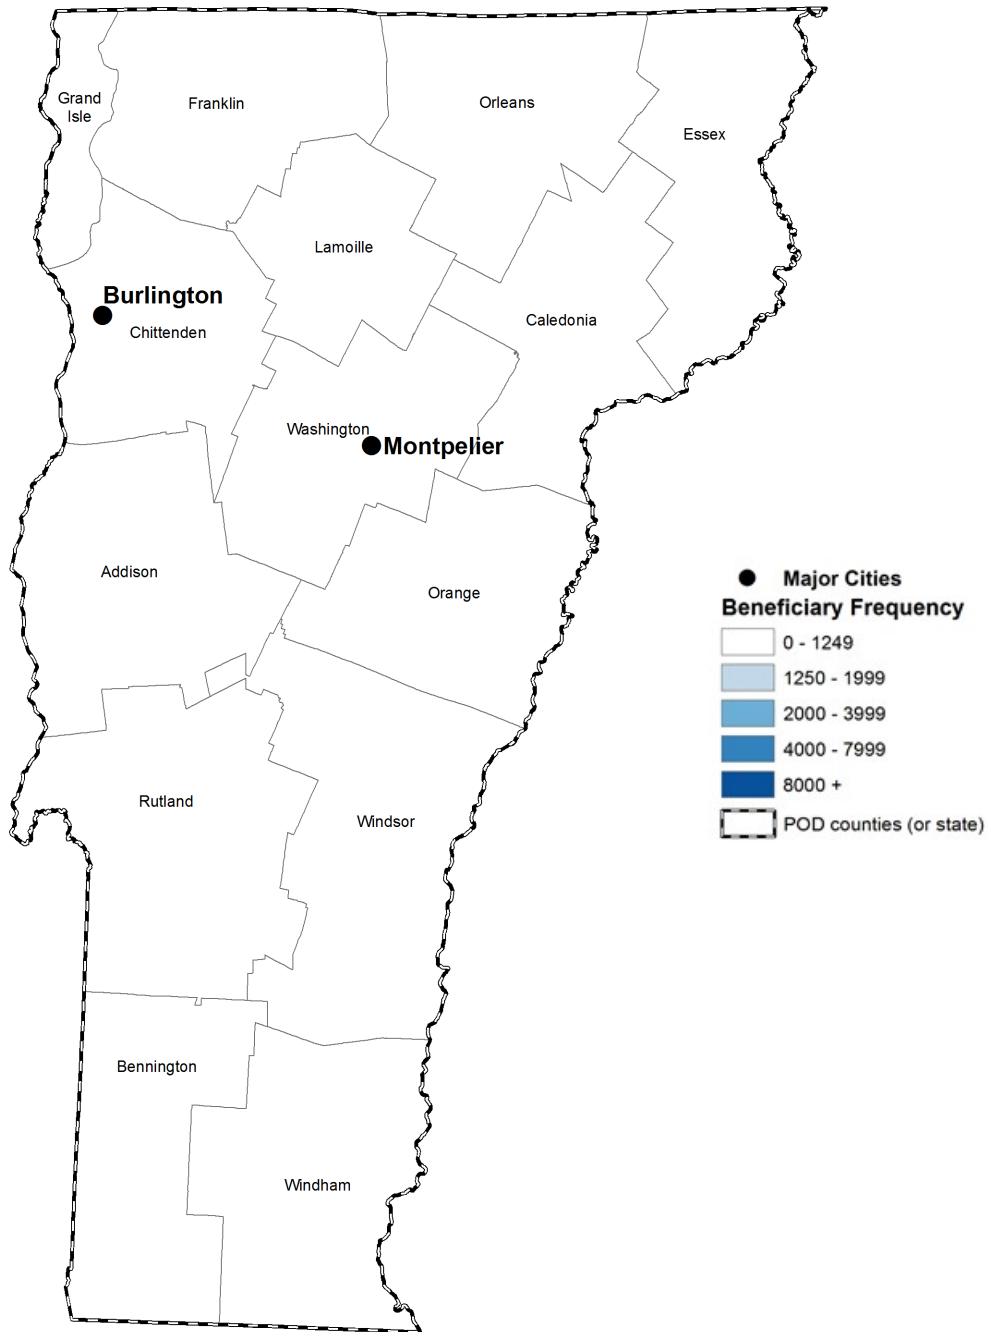 Grand
Isle
Franklin
Orleans
Essex
Lamoille
Burlington
Chittenden
Caledonia
Washington
Montpelier
Addison
Orange
Rutland
Windsor
Bennington
Windham
Major Cities
Beneficiary Frequency
0 - 1249
1250 - 1999
2000 - 3999
4000 - 7999
8000 +
POD counties (or state)